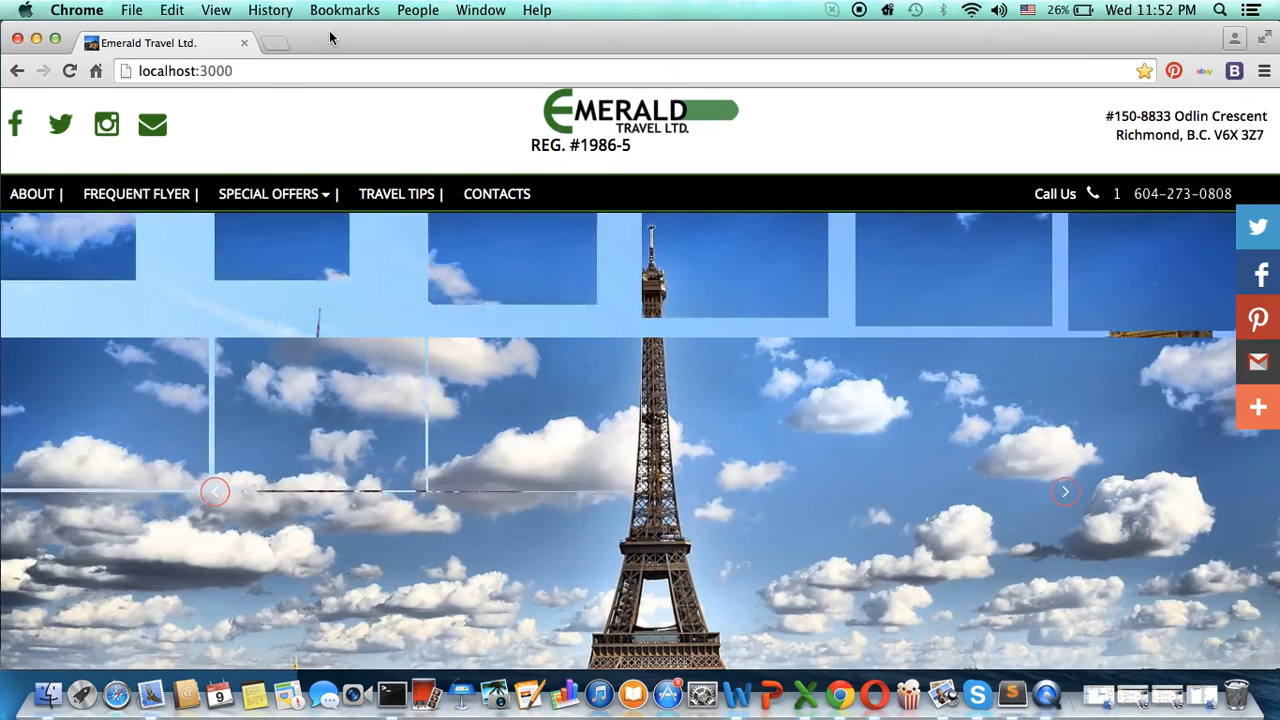 Chrome File Edit View History Bookmarks People Window Help 26% Wed 11:52 PM
Emerald Travel Ltd.
localhost:3000
ebay B
EMERALD
TRAVEL LTD.
REG. #1986-5
#150-8833 Odlin Crescent
Richmond, B.C. V6X 3Z7
ABOUT | FREQUENT FLYER | SPECIAL OFFERS | TRAVEL TIPS | CONTACTS Call Us 1 604-273-0808